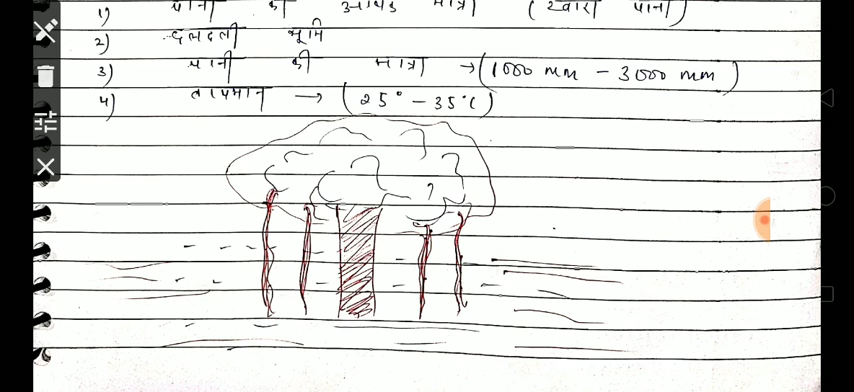 1) पानी की अधिक मात्रा (खारा पानी)
2) दलदली भूमि
3) पानी की मात्रा → (1000 mm - 3000 mm)
4) तापमान → (25° - 35°C)